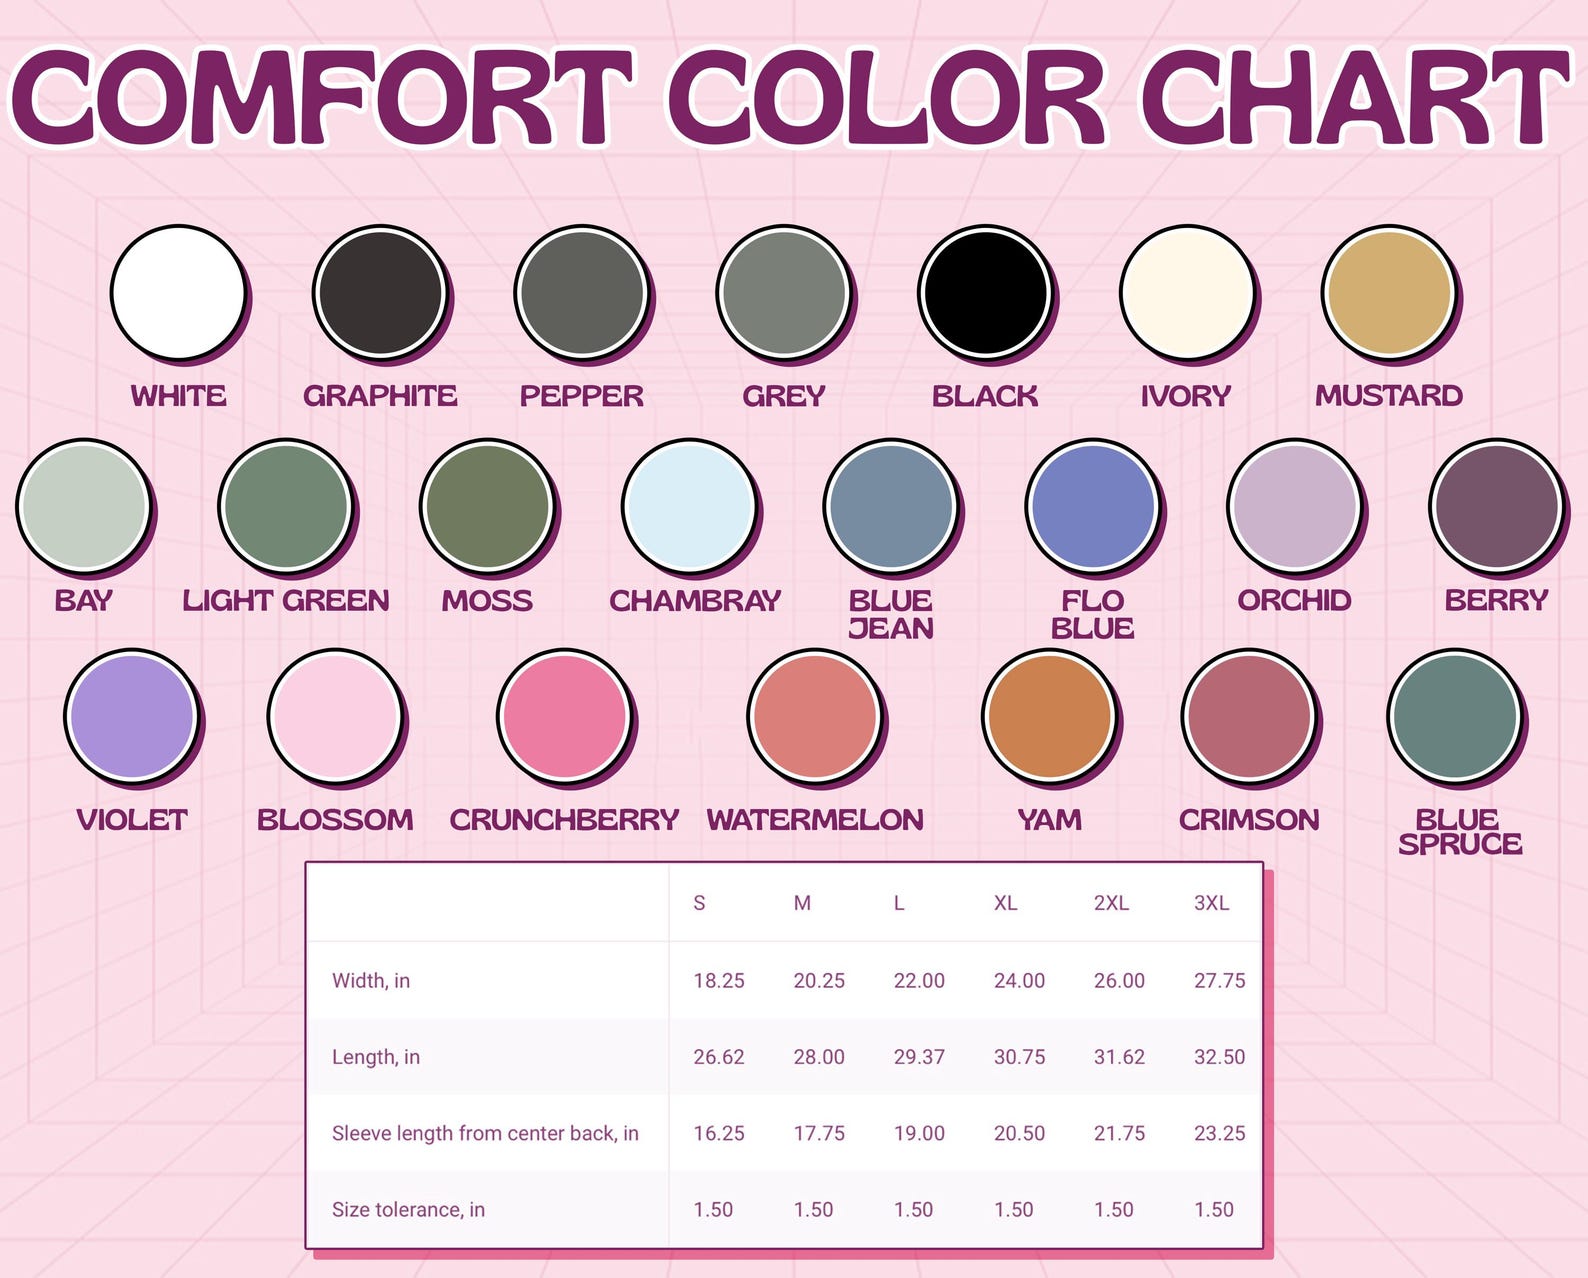 COMFORT COLOR CHART
WHITE GRAPHITE PEPPER GREY BLACK IVORY MUSTARD
BAY LIGHT GREEN MOSS CHAMBRAY BLUE JEAN FLO BLUE ORCHID BERRY
VIOLET BLOSSOM CRUNCHBERRY WATERMELON YAM CRIMSON BLUE SPRUCE
S M L XL 2XL 3XL
Width, in 18.25 20.25 22.00 24.00 26.00 27.75
Length, in 26.62 28.00 29.37 30.75 31.62 32.50
Sleeve length from center back, in 16.25 17.75 19.00 20.50 21.75 23.25
Size tolerance, in 1.50 1.50 1.50 1.50 1.50 1.50